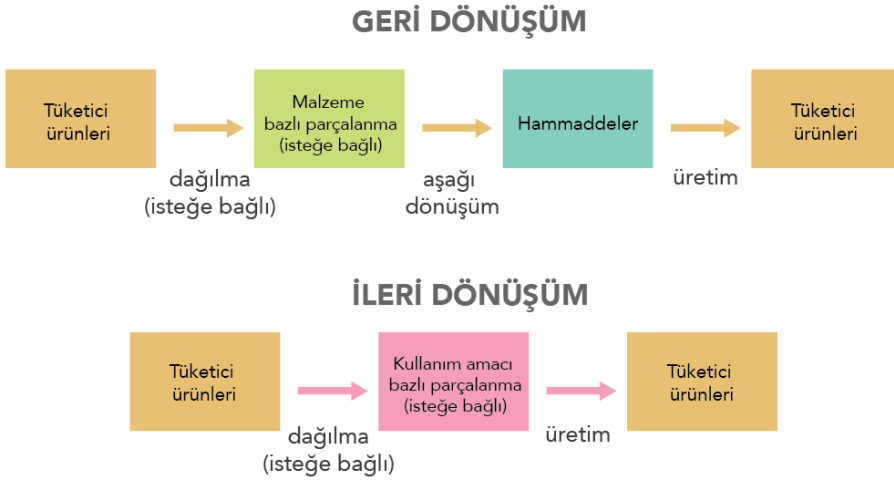 GERİ DÖNÜŞÜM
Tüketici
ürünleri
dağılma
(isteğe bağlı)
Malzeme
bazlı parçalanma
(isteğe bağlı)
aşağı
dönüşüm
Hammaddeler
üretim
Tüketici
ürünleri
İLERİ DÖNÜŞÜM
Tüketici
ürünleri
dağılma
(isteğe bağlı)
Kullanım amacı
bazlı parçalanma
(isteğe bağlı)
üretim
Tüketici
ürünleri